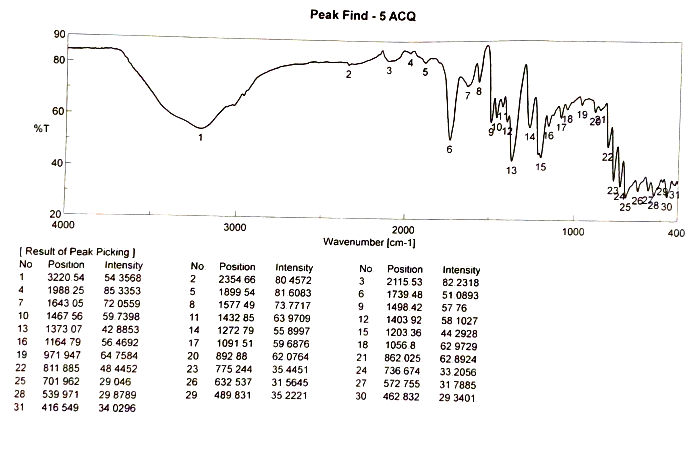 Peak Find - 5 ACQ
90
80
60
%T
40
20
4000
3000
2000
1000
400
Wavenumber [cm-1]
1
2
3
4
5
6
7
8
9
10
11
12
13
14
15
16
17
18
19
20
21
22
23
24
25
26
27
28
29
30
31
[ Result of Peak Picking ]
No Position Intensity No Position Intensity No Position Intensity
1 3220 54 54 3568 2 2354 66 80 4572 3 2115 53 82 2318
4 1988 25 85 3353 5 1899 54 81 6083 6 1739 48 51 0893
7 1643 05 72 0559 8 1577 49 73 7717 9 1498 42 57 76
10 1467 56 59 7398 11 1432 85 63 9709 12 1403 92 58 1027
13 1373 07 42 8853 14 1272 79 55 8997 15 1203 36 44 2928
16 1164 79 56 4692 17 1091 51 59 6876 18 1056 8 62 9729
19 971 947 64 7584 20 892 88 62 0764 21 862 025 62 8924
22 811 885 48 4452 23 775 244 35 4451 24 736 674 33 2056
25 701 962 29 046 26 632 537 31 5645 27 572 755 31 7885
28 539 971 29 8789 29 489 831 35 2221 30 462 832 29 3401
31 416 549 34 0296